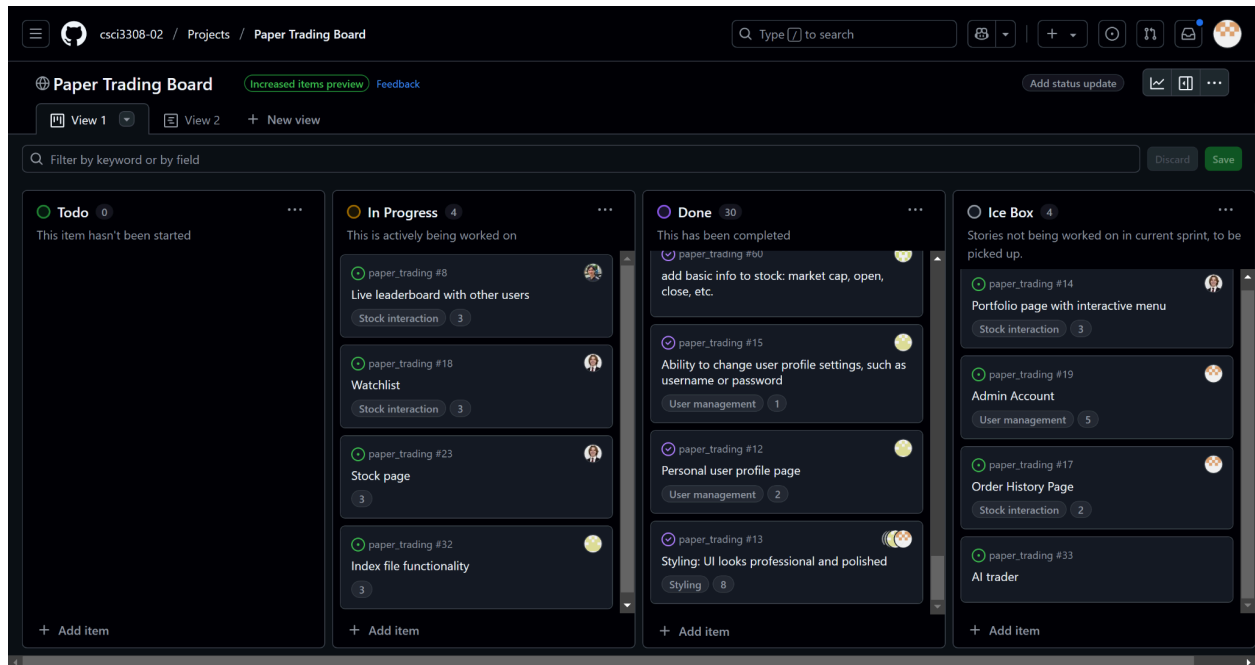 csci3308-02 / Projects / Paper Trading Board
Type / to search
Paper Trading Board
Increased items preview
Feedback
Add status update
View 1
View 2
+ New view
Filter by keyword or by field
Discard
Save
Todo 0
This item hasn't been started
+ Add item
In Progress 4
This is actively being worked on
paper_trading #8
Live leaderboard with other users
Stock interaction 3
paper_trading #18
Watchlist
Stock interaction 3
paper_trading #23
Stock page
3
paper_trading #32
Index file functionality
3
+ Add item
Done 30
This has been completed
paper_trading #60
add basic info to stock: market cap, open,
close, etc.
paper_trading #15
Ability to change user profile settings, such as
username or password
User management 1
paper_trading #12
Personal user profile page
User management 2
paper_trading #13
Styling: UI looks professional and polished
Styling 8
+ Add item
Ice Box 4
Stories not being worked on in current sprint, to be
picked up.
paper_trading #14
Portfolio page with interactive menu
Stock interaction 3
paper_trading #19
Admin Account
User management 5
paper_trading #17
Order History Page
Stock interaction 2
paper_trading #33
AI trader
+ Add item